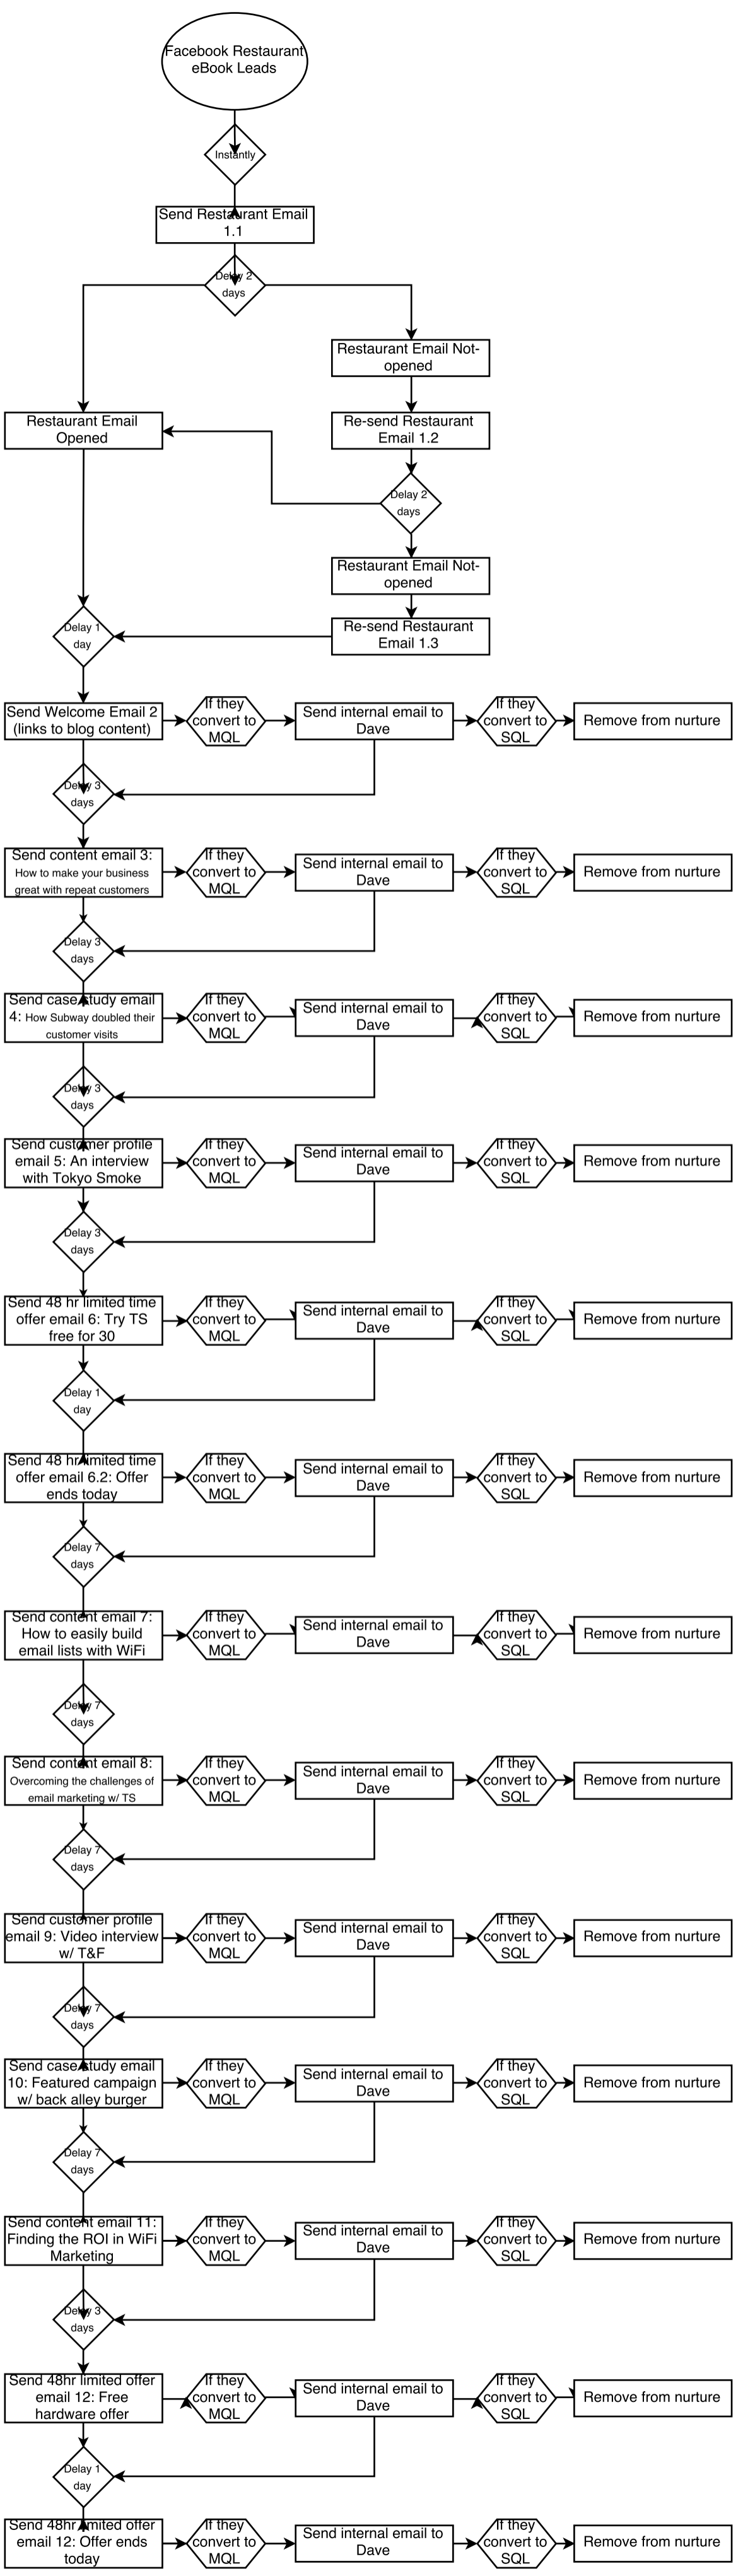 Facebook Restaurant
eBook Leads
Instantly
Send Restaurant Email
1.1
Delay 2
days
Restaurant Email Not-
opened
Restaurant Email
Opened
Re-send Restaurant
Email 1.2
Delay 2
days
Restaurant Email Not-
opened
Delay 1
day
Re-send Restaurant
Email 1.3
Send Welcome Email 2
(links to blog content)
If they
convert to
MQL
Send internal email to
Dave
If they
convert to
SQL
Remove from nurture
Delay 3
days
Send content email 3:
How to make your business
great with repeat customers
If they
convert to
MQL
Send internal email to
Dave
If they
convert to
SQL
Remove from nurture
Delay 3
days
Send case study email
4: How Subway doubled their
customer visits
If they
convert to
MQL
Send internal email to
Dave
If they
convert to
SQL
Remove from nurture
Delay 3
days
Send customer profile
email 5: An interview
with Tokyo Smoke
If they
convert to
MQL
Send internal email to
Dave
If they
convert to
SQL
Remove from nurture
Delay 3
days
Send 48 hr limited time
offer email 6: Try TS
free for 30
If they
convert to
MQL
Send internal email to
Dave
If they
convert to
SQL
Remove from nurture
Delay 1
day
Send 48 hr limited time
offer email 6.2: Offer
ends today
If they
convert to
MQL
Send internal email to
Dave
If they
convert to
SQL
Remove from nurture
Delay 7
days
Send content email 7:
How to easily build
email lists with WiFi
If they
convert to
MQL
Send internal email to
Dave
If they
convert to
SQL
Remove from nurture
Delay 7
days
Send content email 8:
Overcoming the challenges of
email marketing w/ TS
If they
convert to
MQL
Send internal email to
Dave
If they
convert to
SQL
Remove from nurture
Delay 7
days
Send customer profile
email 9: Video interview
w/ T&F
If they
convert to
MQL
Send internal email to
Dave
If they
convert to
SQL
Remove from nurture
Delay 7
days
Send case study email
10: Featured campaign
w/ back alley burger
If they
convert to
MQL
Send internal email to
Dave
If they
convert to
SQL
Remove from nurture
Delay 7
days
Send content email 11:
Finding the ROI in WiFi
Marketing
If they
convert to
MQL
Send internal email to
Dave
If they
convert to
SQL
Remove from nurture
Delay 3
days
Send 48hr limited offer
email 12: Free
hardware offer
If they
convert to
MQL
Send internal email to
Dave
If they
convert to
SQL
Remove from nurture
Delay 1
day
Send 48hr limited offer
email 12: Offer ends
today
If they
convert to
MQL
Send internal email to
Dave
If they
convert to
SQL
Remove from nurture